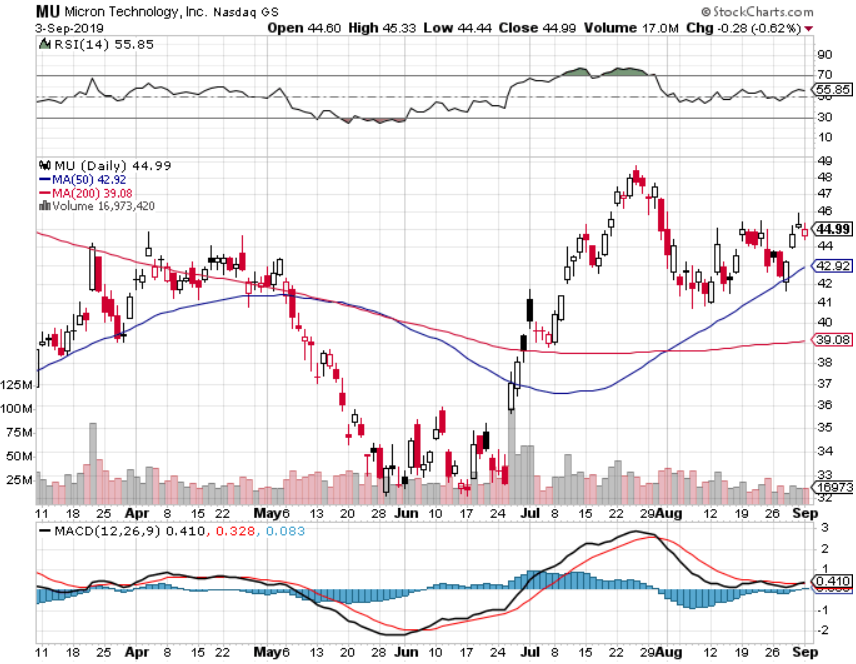 MU Micron Technology, Inc. Nasdaq GS © StockCharts.com
3-Sep-2019 Open 44.60 High 45.33 Low 44.44 Close 44.99 Volume 17.0M Chg -0.28 (-0.62%)
RSI(14) 55.85
90
70
55.85
50
30
10
MU (Daily) 44.99
MA(50) 42.92
MA(200) 39.08
Volume 16,973,420
49
48
47
46
44.99
44
42.92
42
41
40
39.08
38
37
36
35
34
33
32
16973
125M
100M
75M
50M
25M
11 18 25 Apr 8 15 22 May 13 20 28 Jun 10 17 24 Jul 8 15 22 29 Aug 12 19 26 Sep
MACD(12,26,9) 0.410, 0.328, 0.083
3
2
1
0.410
-1
-2
11 18 25 Apr 8 15 22 May 13 20 28 Jun 10 17 24 Jul 8 15 22 29 Aug 12 19 26 Sep